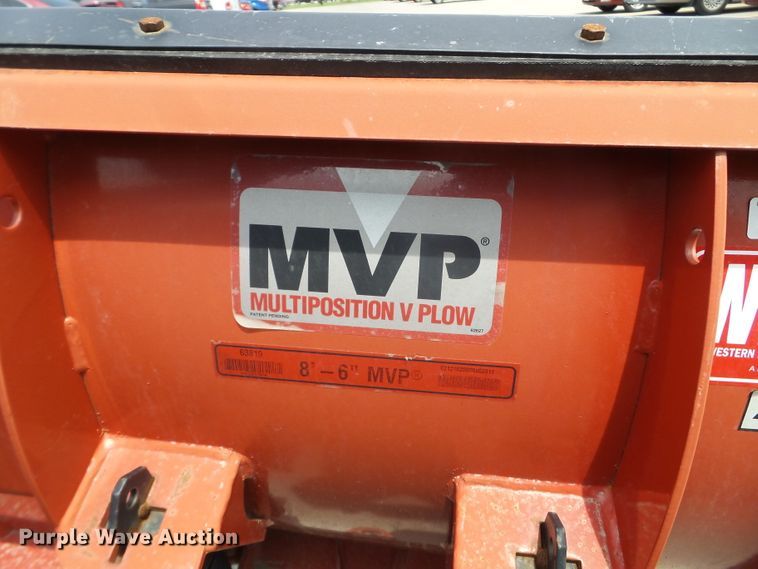 MVP®
MULTIPOSITION V PLOW
PATENT PENDING
63819
8' - 6" MVP®
W
WESTERN
A
Purple Wave Auction